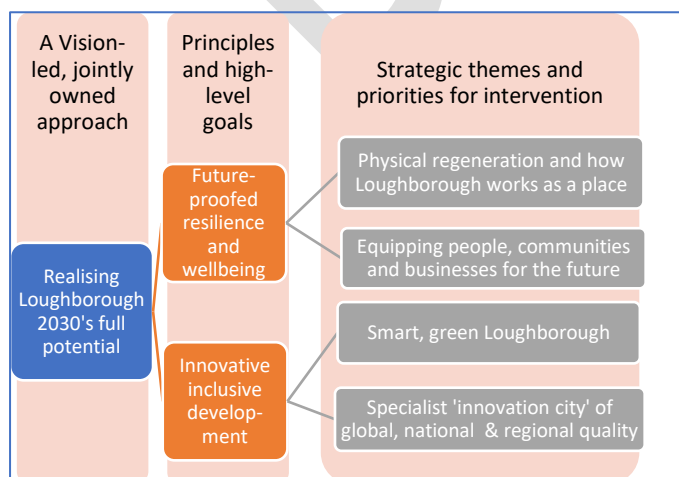 A Vision-
led, jointly
owned
approach
Principles
and high-
level
goals
Strategic themes and
priorities for intervention
Realising
Loughborough
2030's full
potential
Future-
proofed
resilience
and
wellbeing
Innovative
inclusive
develop-
ment
Physical regeneration and how
Loughborough works as a place
Equipping people, communities
and businesses for the future
Smart, green Loughborough
Specialist 'innovation city' of
global, national & regional quality